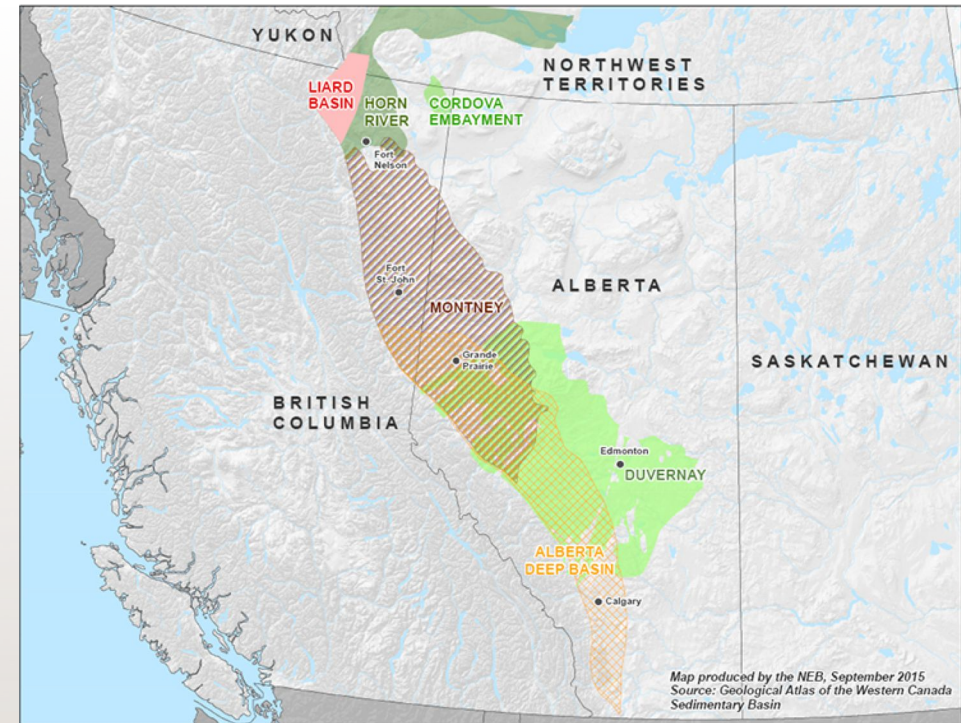 YUKON
NORTHWEST
TERRITORIES
LIARD
BASIN
HORN
RIVER
CORDOVA
EMBAYMENT
Fort
Nelson
Fort
St. John
ALBERTA
MONTNEY
Grande
Prairie
SASKATCHEWAN
BRITISH
COLUMBIA
Edmonton
DUVERNAY
ALBERTA
DEEP BASIN
Calgary
Map produced by the NEB, September 2015
Source: Geological Atlas of the Western Canada
Sedimentary Basin